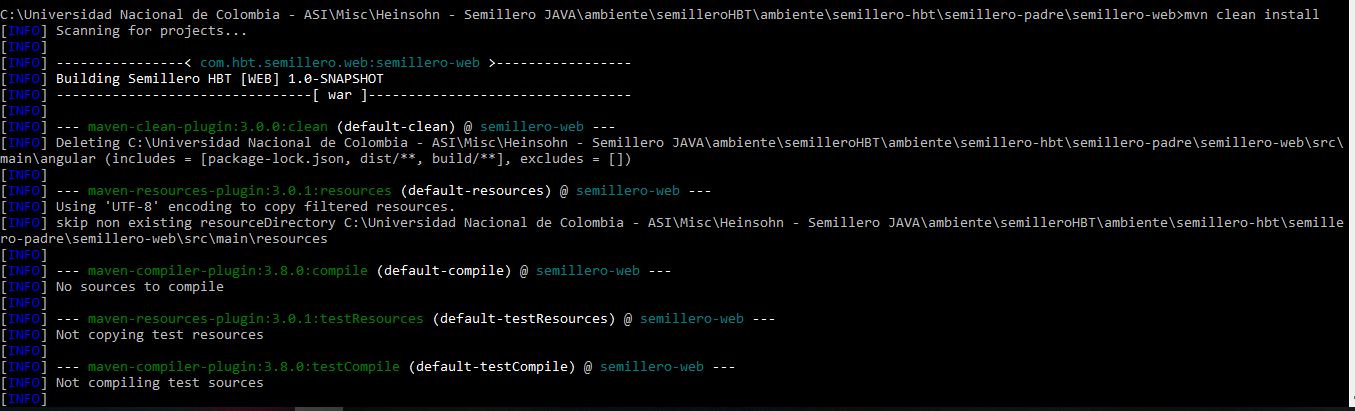 C:\Universidad Nacional de Colombia - ASI\Misc\Heinsohn - Semillero JAVA\ambiente\semilleroHBT\ambiente\semillero-hbt\semillero-padre\semillero-web>mvn clean install
[INFO] Scanning for projects...
[INFO]
[INFO] ----------------< com.hbt.semillero.web:semillero-web >-----------------
[INFO] Building Semillero HBT [WEB] 1.0-SNAPSHOT
[INFO] --------------------------------[ war ]---------------------------------
[INFO]
[INFO] --- maven-clean-plugin:3.0.0:clean (default-clean) @ semillero-web ---
[INFO] Deleting C:\Universidad Nacional de Colombia - ASI\Misc\Heinsohn - Semillero JAVA\ambiente\semilleroHBT\ambiente\semillero-hbt\semillero-padre\semillero-web\src\
main\angular (includes = [package-lock.json, dist/**, build/**], excludes = [])
[INFO]
[INFO] --- maven-resources-plugin:3.0.1:resources (default-resources) @ semillero-web ---
[INFO] Using 'UTF-8' encoding to copy filtered resources.
[INFO] skip non existing resourceDirectory C:\Universidad Nacional de Colombia - ASI\Misc\Heinsohn - Semillero JAVA\ambiente\semilleroHBT\ambiente\semillero-hbt\semille
ro-padre\semillero-web\src\main\resources
[INFO]
[INFO] --- maven-compiler-plugin:3.8.0:compile (default-compile) @ semillero-web ---
[INFO] No sources to compile
[INFO]
[INFO] --- maven-resources-plugin:3.0.1:testResources (default-testResources) @ semillero-web ---
[INFO] Not copying test resources
[INFO]
[INFO] --- maven-compiler-plugin:3.8.0:testCompile (default-testCompile) @ semillero-web ---
[INFO] Not compiling test sources
[INFO]